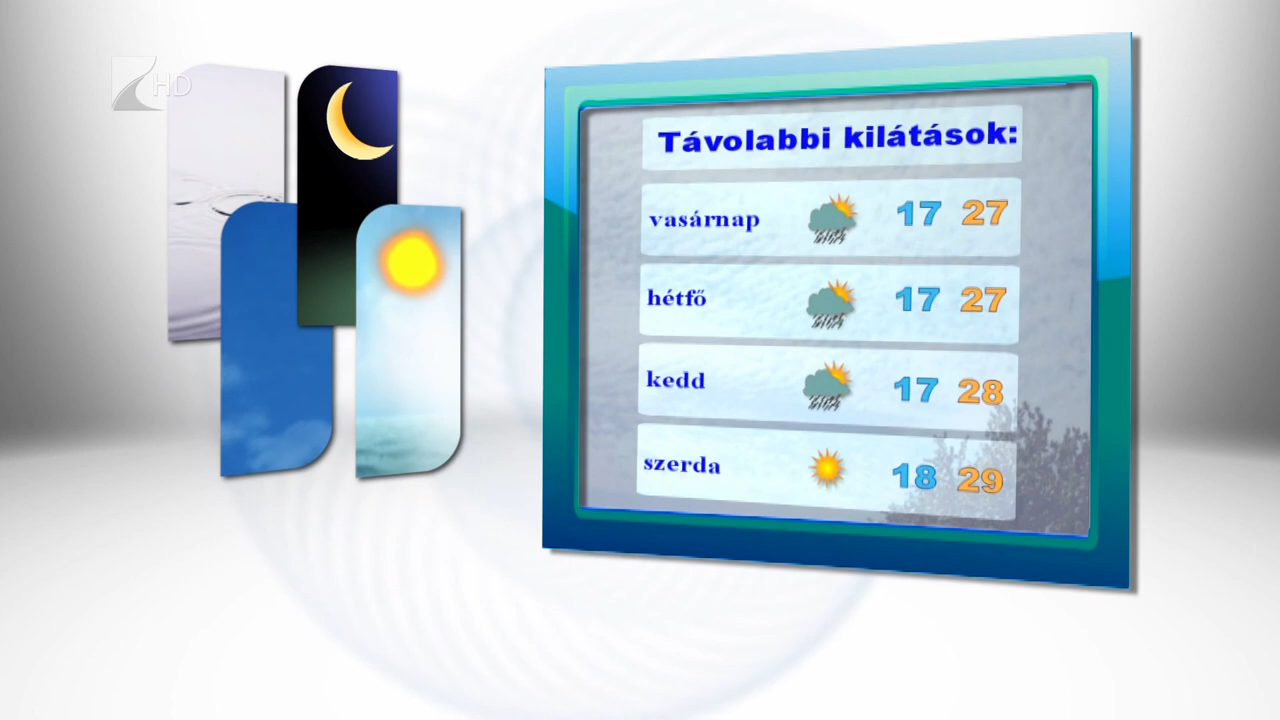 HD
Távolabbi kilátások:
vasárnap 17 27
hétfő 17 27
kedd 17 28
szerda 18 29